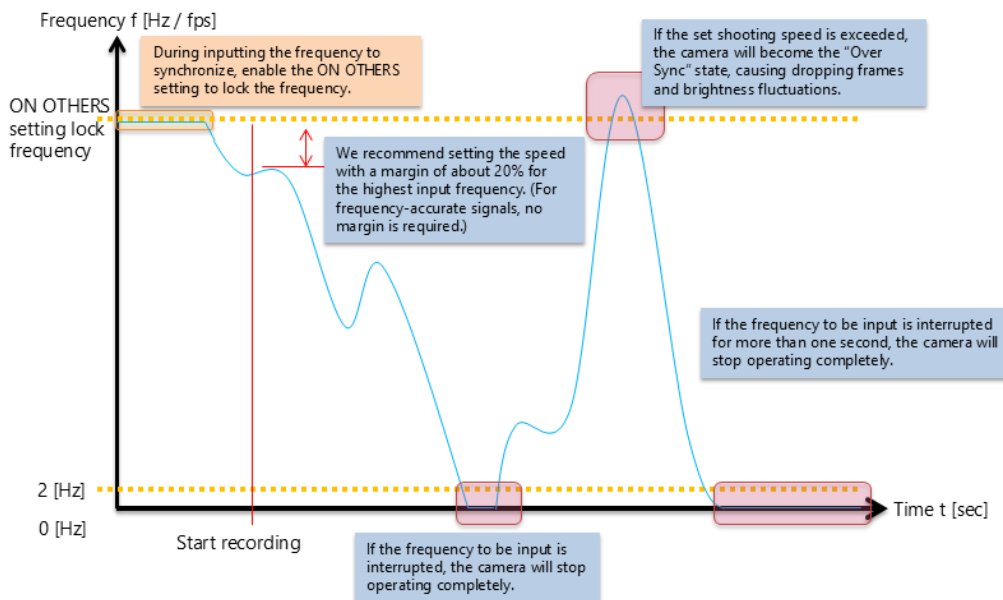 Frequency f [Hz / fps]
During inputting the frequency to
synchronize, enable the ON OTHERS
setting to lock the frequency.
If the set shooting speed is exceeded,
the camera will become the “Over
Sync” state, causing dropping frames
and brightness fluctuations.
ON OTHERS
setting lock
frequency
We recommend setting the speed
with a margin of about 20% for
the highest input frequency. (For
frequency-accurate signals, no
margin is required.)
If the frequency to be input is interrupted
for more than one second, the camera will
stop operating completely.
2 [Hz]
0 [Hz]
Time t [sec]
Start recording
If the frequency to be input is
interrupted, the camera will stop
operating completely.